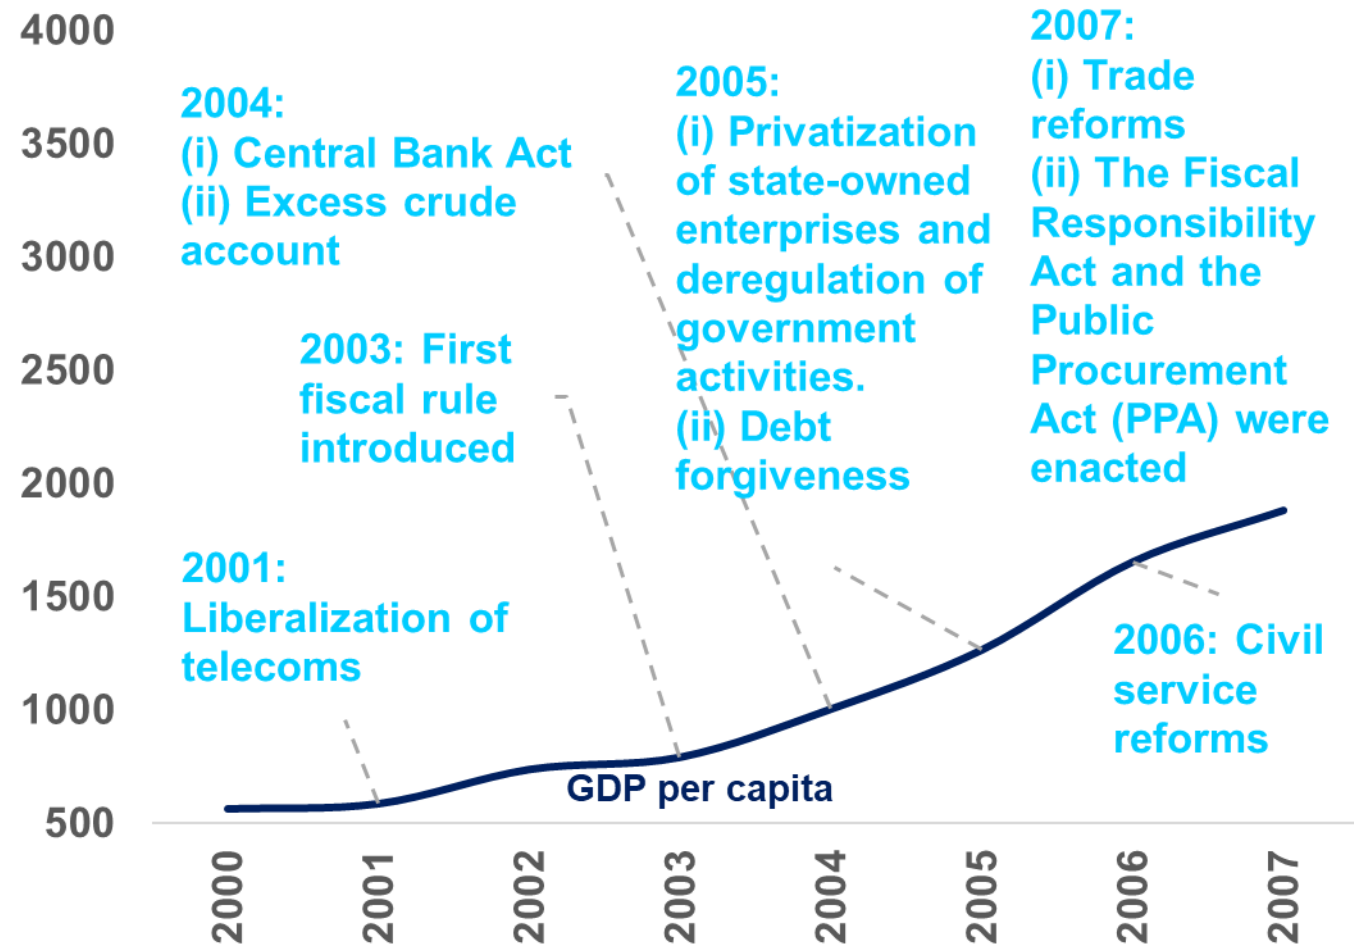 4000
3500
3000
2500
2000
1500
1000
500
2004:
(i) Central Bank Act
(ii) Excess crude
account
2003: First
fiscal rule
introduced
2001:
Liberalization of
telecoms
2005:
(i) Privatization
of state-owned
enterprises and
deregulation of
government
activities.
(ii) Debt
forgiveness
2007:
(i) Trade
reforms
(ii) The Fiscal
Responsibility
Act and the
Public
Procurement
Act (PPA) were
enacted
2006: Civil
service
reforms
GDP per capita
2000
2001
2002
2003
2004
2005
2006
2007